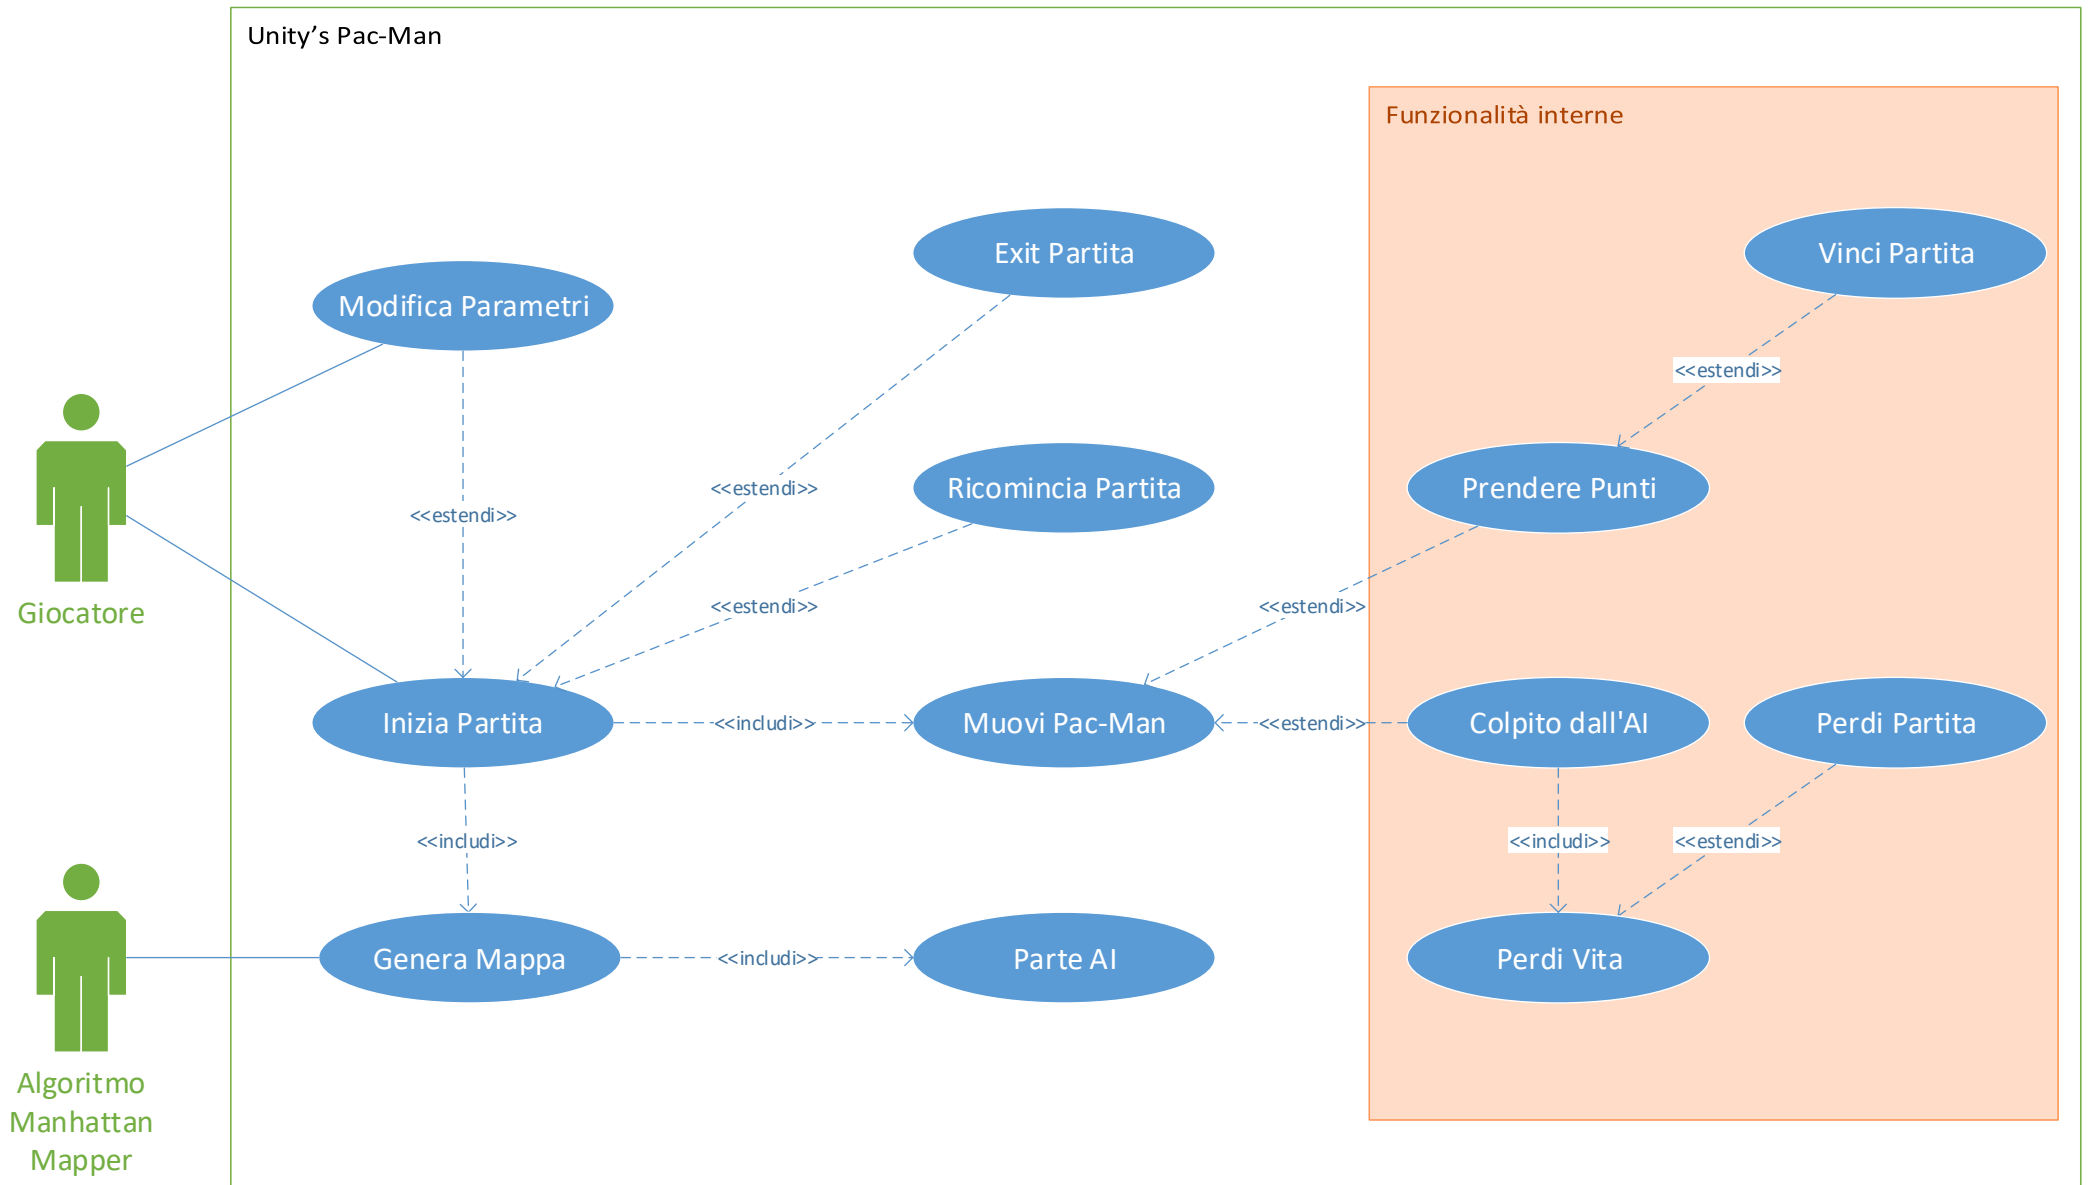 Unity’s Pac-Man
Funzionalità interne
Exit Partita
Vinci Partita
Modifica Parametri
<<estendi>>
<<estendi>>
Ricomincia Partita
Prendere Punti
<<estendi>>
Giocatore
<<estendi>>
<<estendi>>
Inizia Partita
<<includi>>
Muovi Pac-Man
<<estendi>>
Colpito dall'AI
Perdi Partita
<<includi>>
<<includi>>
<<estendi>>
Genera Mappa
<<includi>>
Parte AI
Perdi Vita
Algoritmo
Manhattan
Mapper